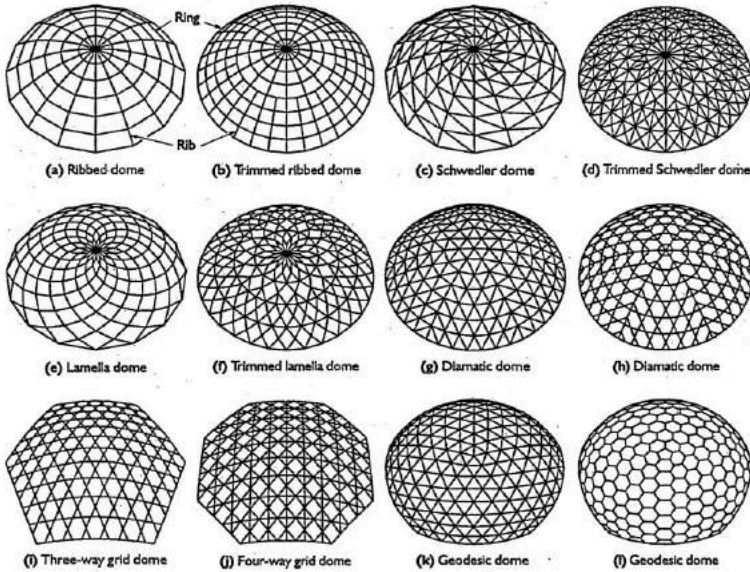 Ring
Rib
(a) Ribbed dome
(b) Trimmed ribbed dome
(c) Schwedler dome
(d) Trimmed Schwedler dome
(e) Lamella dome
(f) Trimmed lamella dome
(g) Diamatic dome
(h) Diamatic dome
(i) Three-way grid dome
(j) Four-way grid dome
(k) Geodesic dome
(l) Geodesic dome